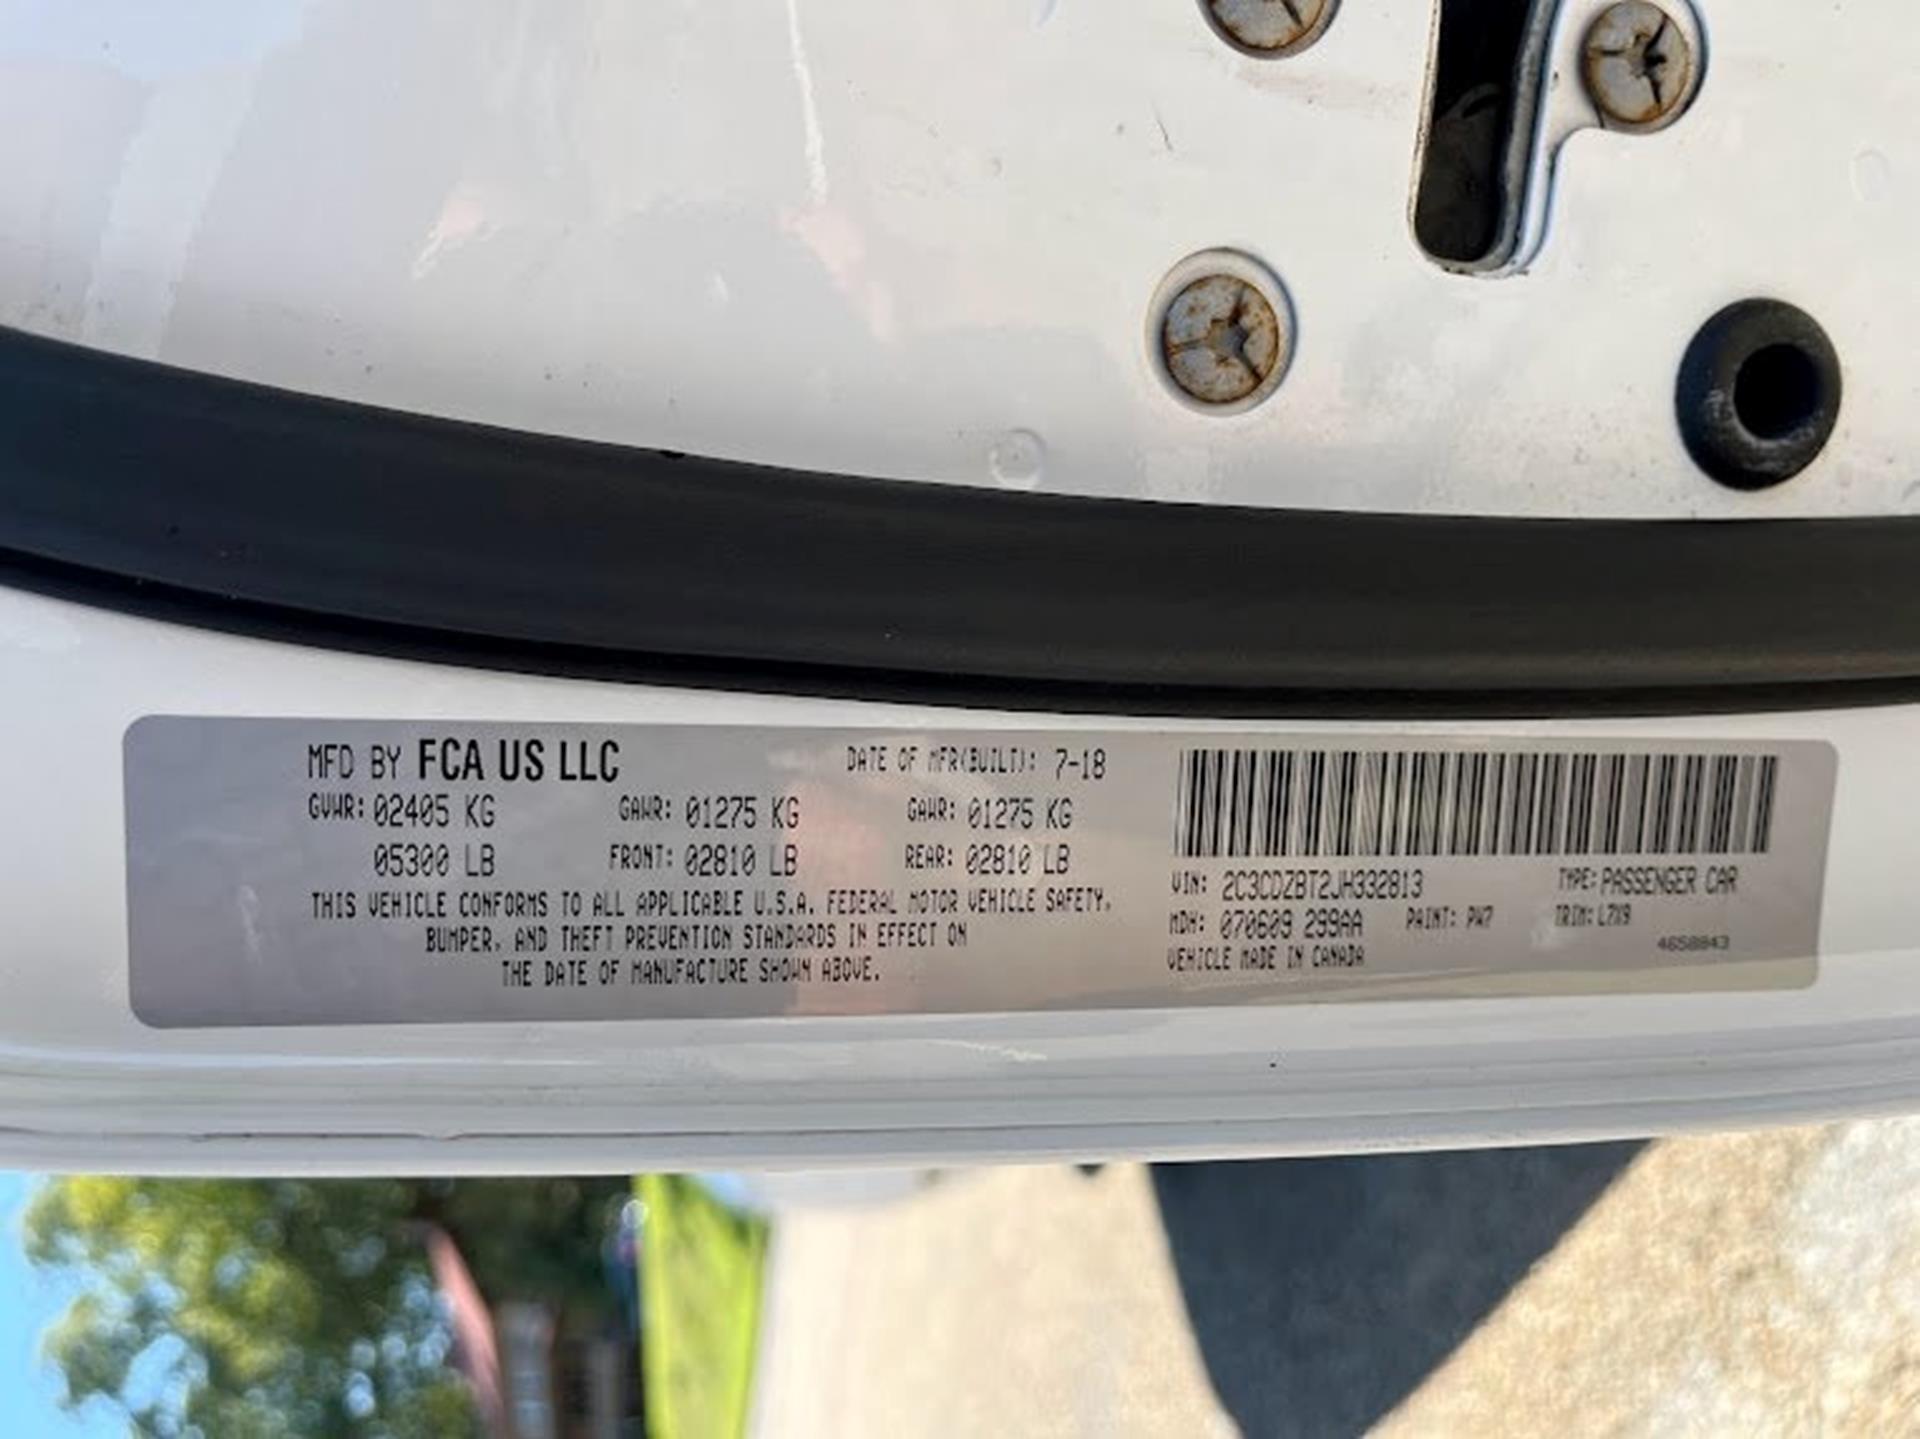 MFD BY FCA US LLC DATE OF MFR(BUILT): 7-18
GVWR: 02405 KG GAWR: 01275 KG GAWR: 01275 KG
05300 LB FRONT: 02810 LB REAR: 02810 LB
THIS VEHICLE CONFORMS TO ALL APPLICABLE U.S.A. FEDERAL MOTOR VEHICLE SAFETY,
BUMPER, AND THEFT PREVENTION STANDARDS IN EFFECT ON
THE DATE OF MANUFACTURE SHOWN ABOVE.
VIN: 2C3CDZBT2JH332813 TYPE: PASSENGER CAR
MDH: 070609 299AA PAINT: PW7 TRIM: L7X9
VEHICLE MADE IN CANADA 4658843